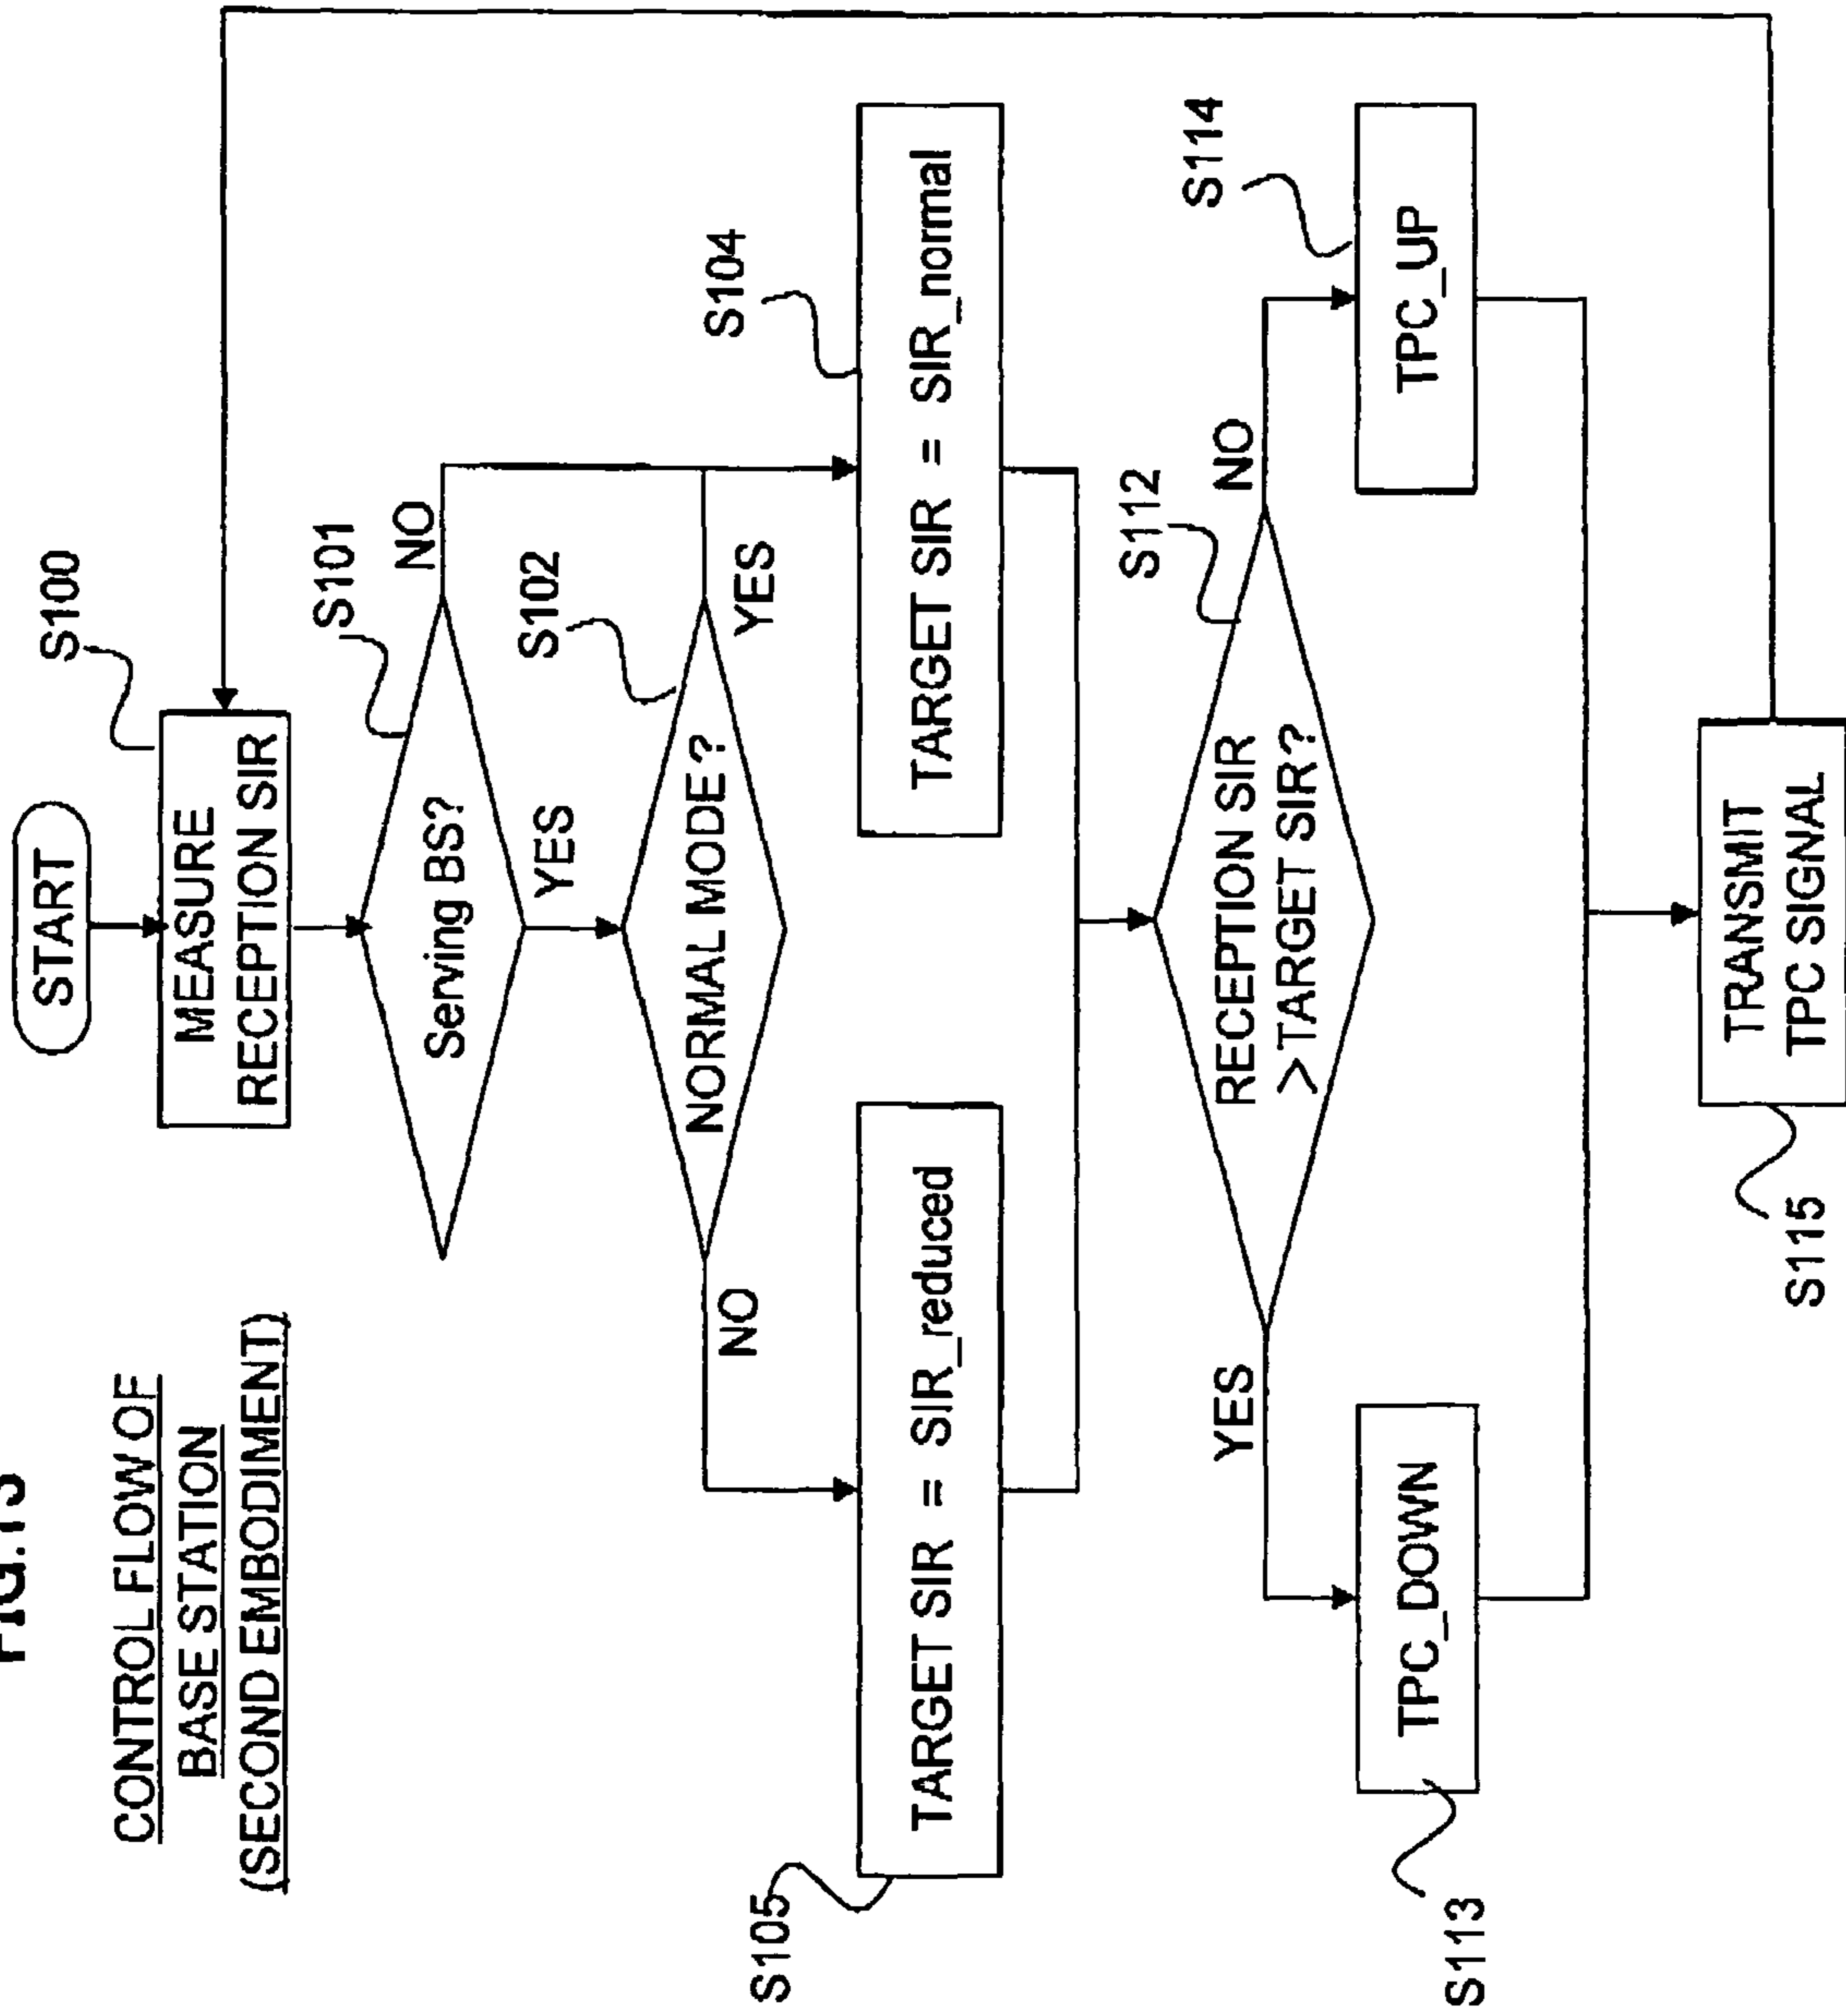 CONTROL FLOW OF
BASE STATION
(SECOND EMBODIMENT)
START
S100
MEASURE
RECEPTION SIR
S101
Serving BS?
NO
YES
S102
NORMAL MODE?
YES
NO
S105
TARGET SIR = SIR_reduced
S104
TARGET SIR = SIR_normal
S112
RECEPTION SIR
>TARGET SIR?
YES
NO
S113
TPC_DOWN
S114
TPC_UP
S115
TRANSMIT
TPC SIGNAL